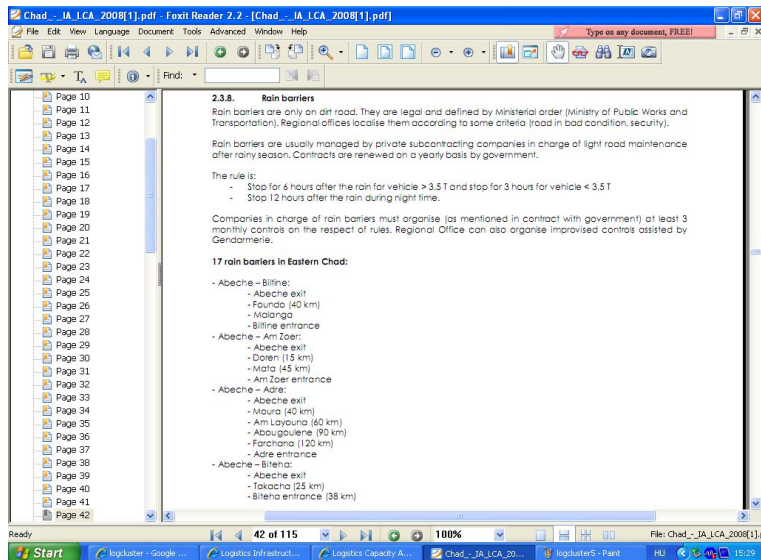 Chad_-_IA_LCA_2008[1].pdf - Foxit Reader 2.2 - [Chad_-_IA_LCA_2008[1].pdf]
File Edit View Language Document Tools Advanced Window Help
Type on any document, FREE!
Find:
Page 10
Page 11
Page 12
Page 13
Page 14
Page 15
Page 16
Page 17
Page 18
Page 19
Page 20
Page 21
Page 22
Page 23
Page 24
Page 25
Page 26
Page 27
Page 28
Page 29
Page 30
Page 31
Page 32
Page 33
Page 34
Page 35
Page 36
Page 37
Page 38
Page 39
Page 40
Page 41
Page 42
2.3.8. Rain barriers
Rain barriers are only on dirt road. They are legal and defined by Ministerial order (Ministry of Public Works and
Transportation). Regional offices localise them according to some criteria (road in bad condition, security).
Rain barriers are usually managed by private subcontracting companies in charge of light road maintenance
after rainy season. Contracts are renewed on a yearly basis by government.
The rule is:
- Stop for 6 hours after the rain for vehicle > 3.5 T and stop for 3 hours for vehicle < 3,5 T
- Stop 12 hours after the rain during night time.
Companies in charge of rain barriers must organise (as mentioned in contract with government) at least 3
monthly controls on the respect of rules. Regional Office can also organise improvised controls assisted by
Gendarmerie.
17 rain barriers in Eastern Chad:
- Abeche – Biltine:
- Abeche exit
- Foundo (40 km)
- Malanga
- Biltine entrance
- Abeche – Am Zoer:
- Abeche exit
- Doren (15 km)
- Mata (45 km)
- Am Zoer entrance
- Abeche – Adre:
- Abeche exit
- Moura (40 km)
- Am Layouna (60 km)
- Abougoulene (90 km)
- Farchana (120 km)
- Adre entrance
- Abeche – Biteha:
- Abeche exit
- Takacha (25 km)
- Biteha entrance (38 km)
Ready
42 of 115
100%
File: Chad_-_IA_LCA_2008[1].
Start
logcluster - Google ...
Logistics Infrastruct...
Logistics Capacity A...
Chad_-_IA_LCA_20...
logcluster5 - Paint
HU
15:29